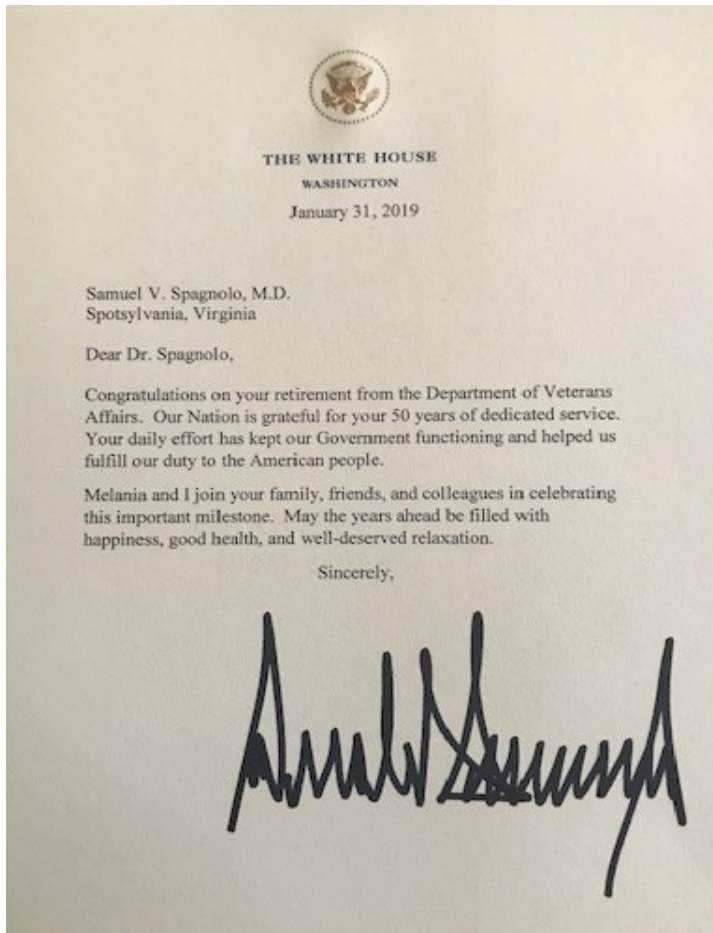 THE WHITE HOUSE
WASHINGTON
January 31, 2019
Samuel V. Spagnolo, M.D.
Spotsylvania, Virginia
Dear Dr. Spagnolo,
Congratulations on your retirement from the Department of Veterans
Affairs. Our Nation is grateful for your 50 years of dedicated service.
Your daily effort has kept our Government functioning and helped us
fulfill our duty to the American people.
Melania and I join your family, friends, and colleagues in celebrating
this important milestone. May the years ahead be filled with
happiness, good health, and well-deserved relaxation.
Sincerely,